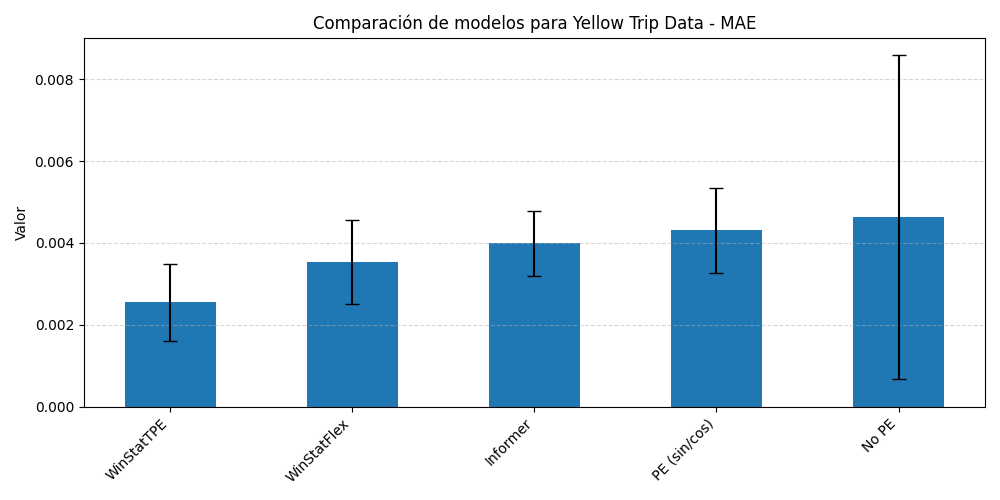 Comparación de modelos para Yellow Trip Data - MAE
Valor
0.008
0.006
0.004
0.002
0.000
WinStatTPE
WinStatFlex
Informer
PE (sin/cos)
No PE